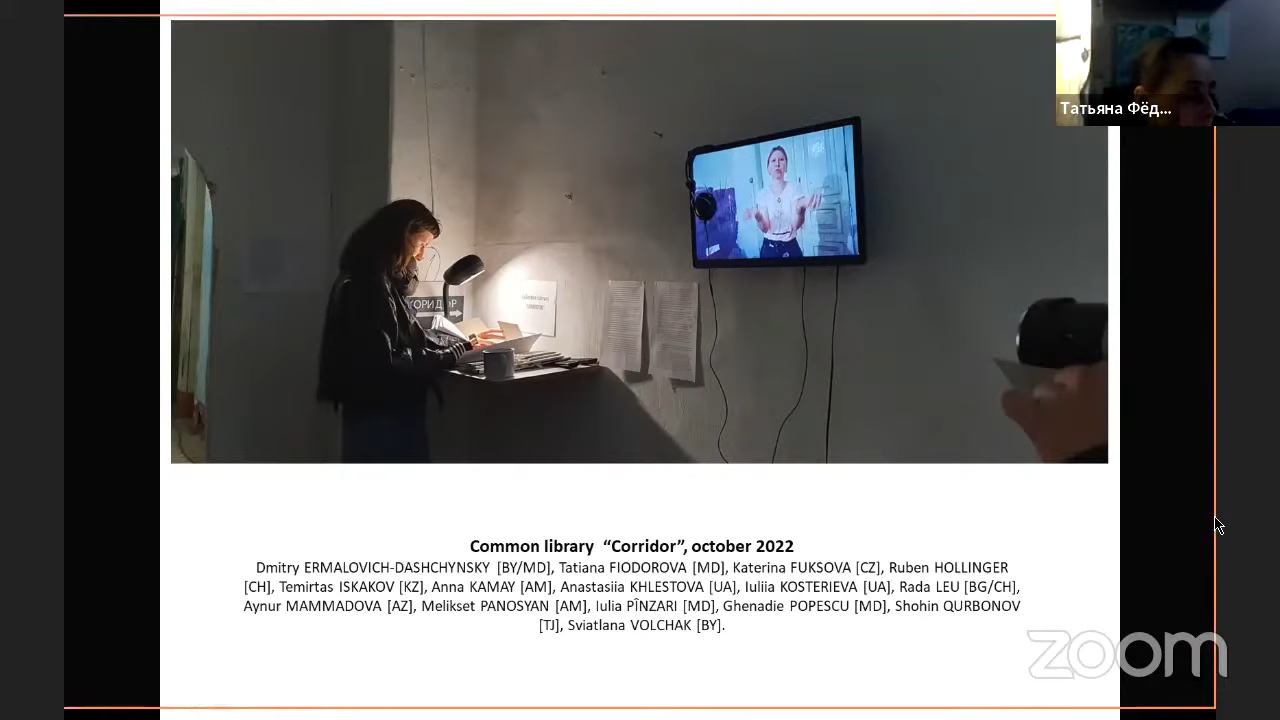 Татьяна Фёд...
КОРИДОР
Common library “Corridor”, october 2022
Dmitry ERMALOVICH-DASHCHYNSKY [BY/MD], Tatiana FIODOROVA [MD], Katerina FUKSOVA [CZ], Ruben HOLLINGER
[CH], Temirtas ISKAKOV [KZ], Anna KAMAY [AM], Anastasiia KHLESTOVA [UA], Iuliia KOSTERIEVA [UA], Rada LEU [BG/CH],
Aynur MAMMADOVA [AZ], Melikset PANOSYAN [AM], Iulia PÎNZARI [MD], Ghenadie POPESCU [MD], Shohin QURBONOV
[TJ], Sviatlana VOLCHAK [BY].
zoom